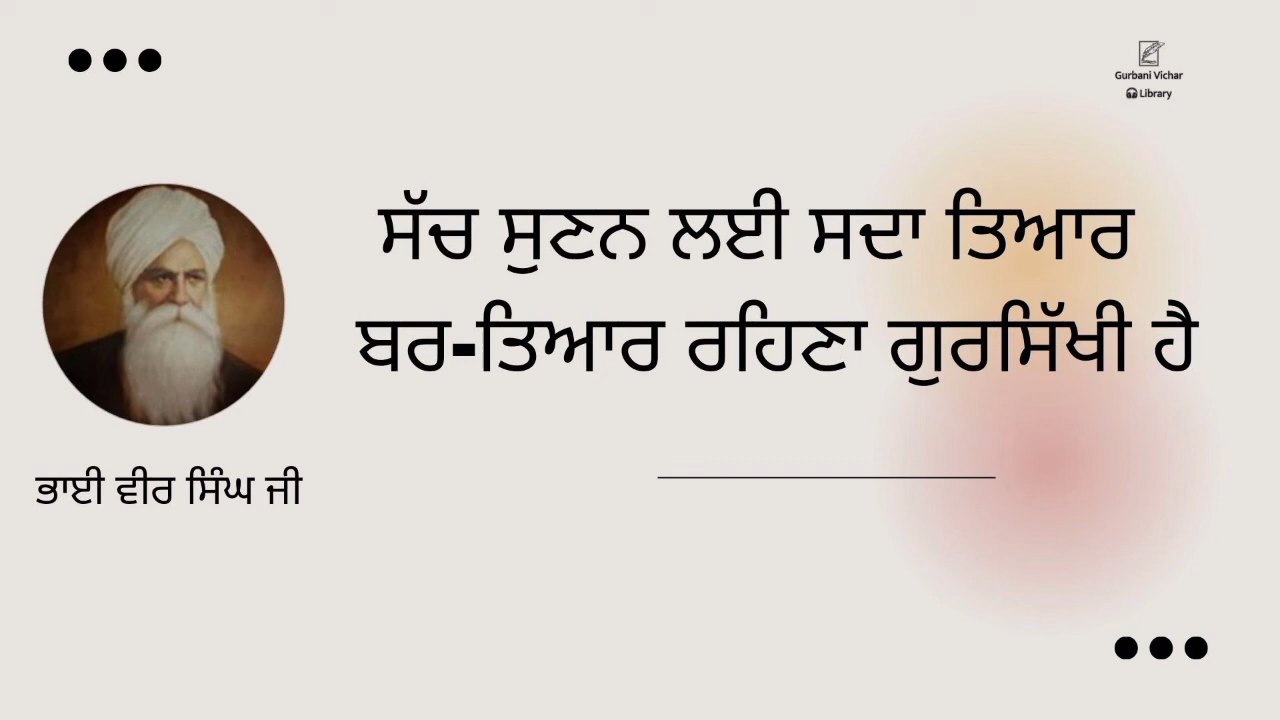 Gurbani Vichar
Library
ਸੱਚ ਸੁਣਨ ਲਈ ਸਦਾ ਤਿਆਰ
ਬਰ-ਤਿਆਰ ਰਹਿਣਾ ਗੁਰਸਿੱਖੀ ਹੈ
ਭਾਈ ਵੀਰ ਸਿੰਘ ਜੀ